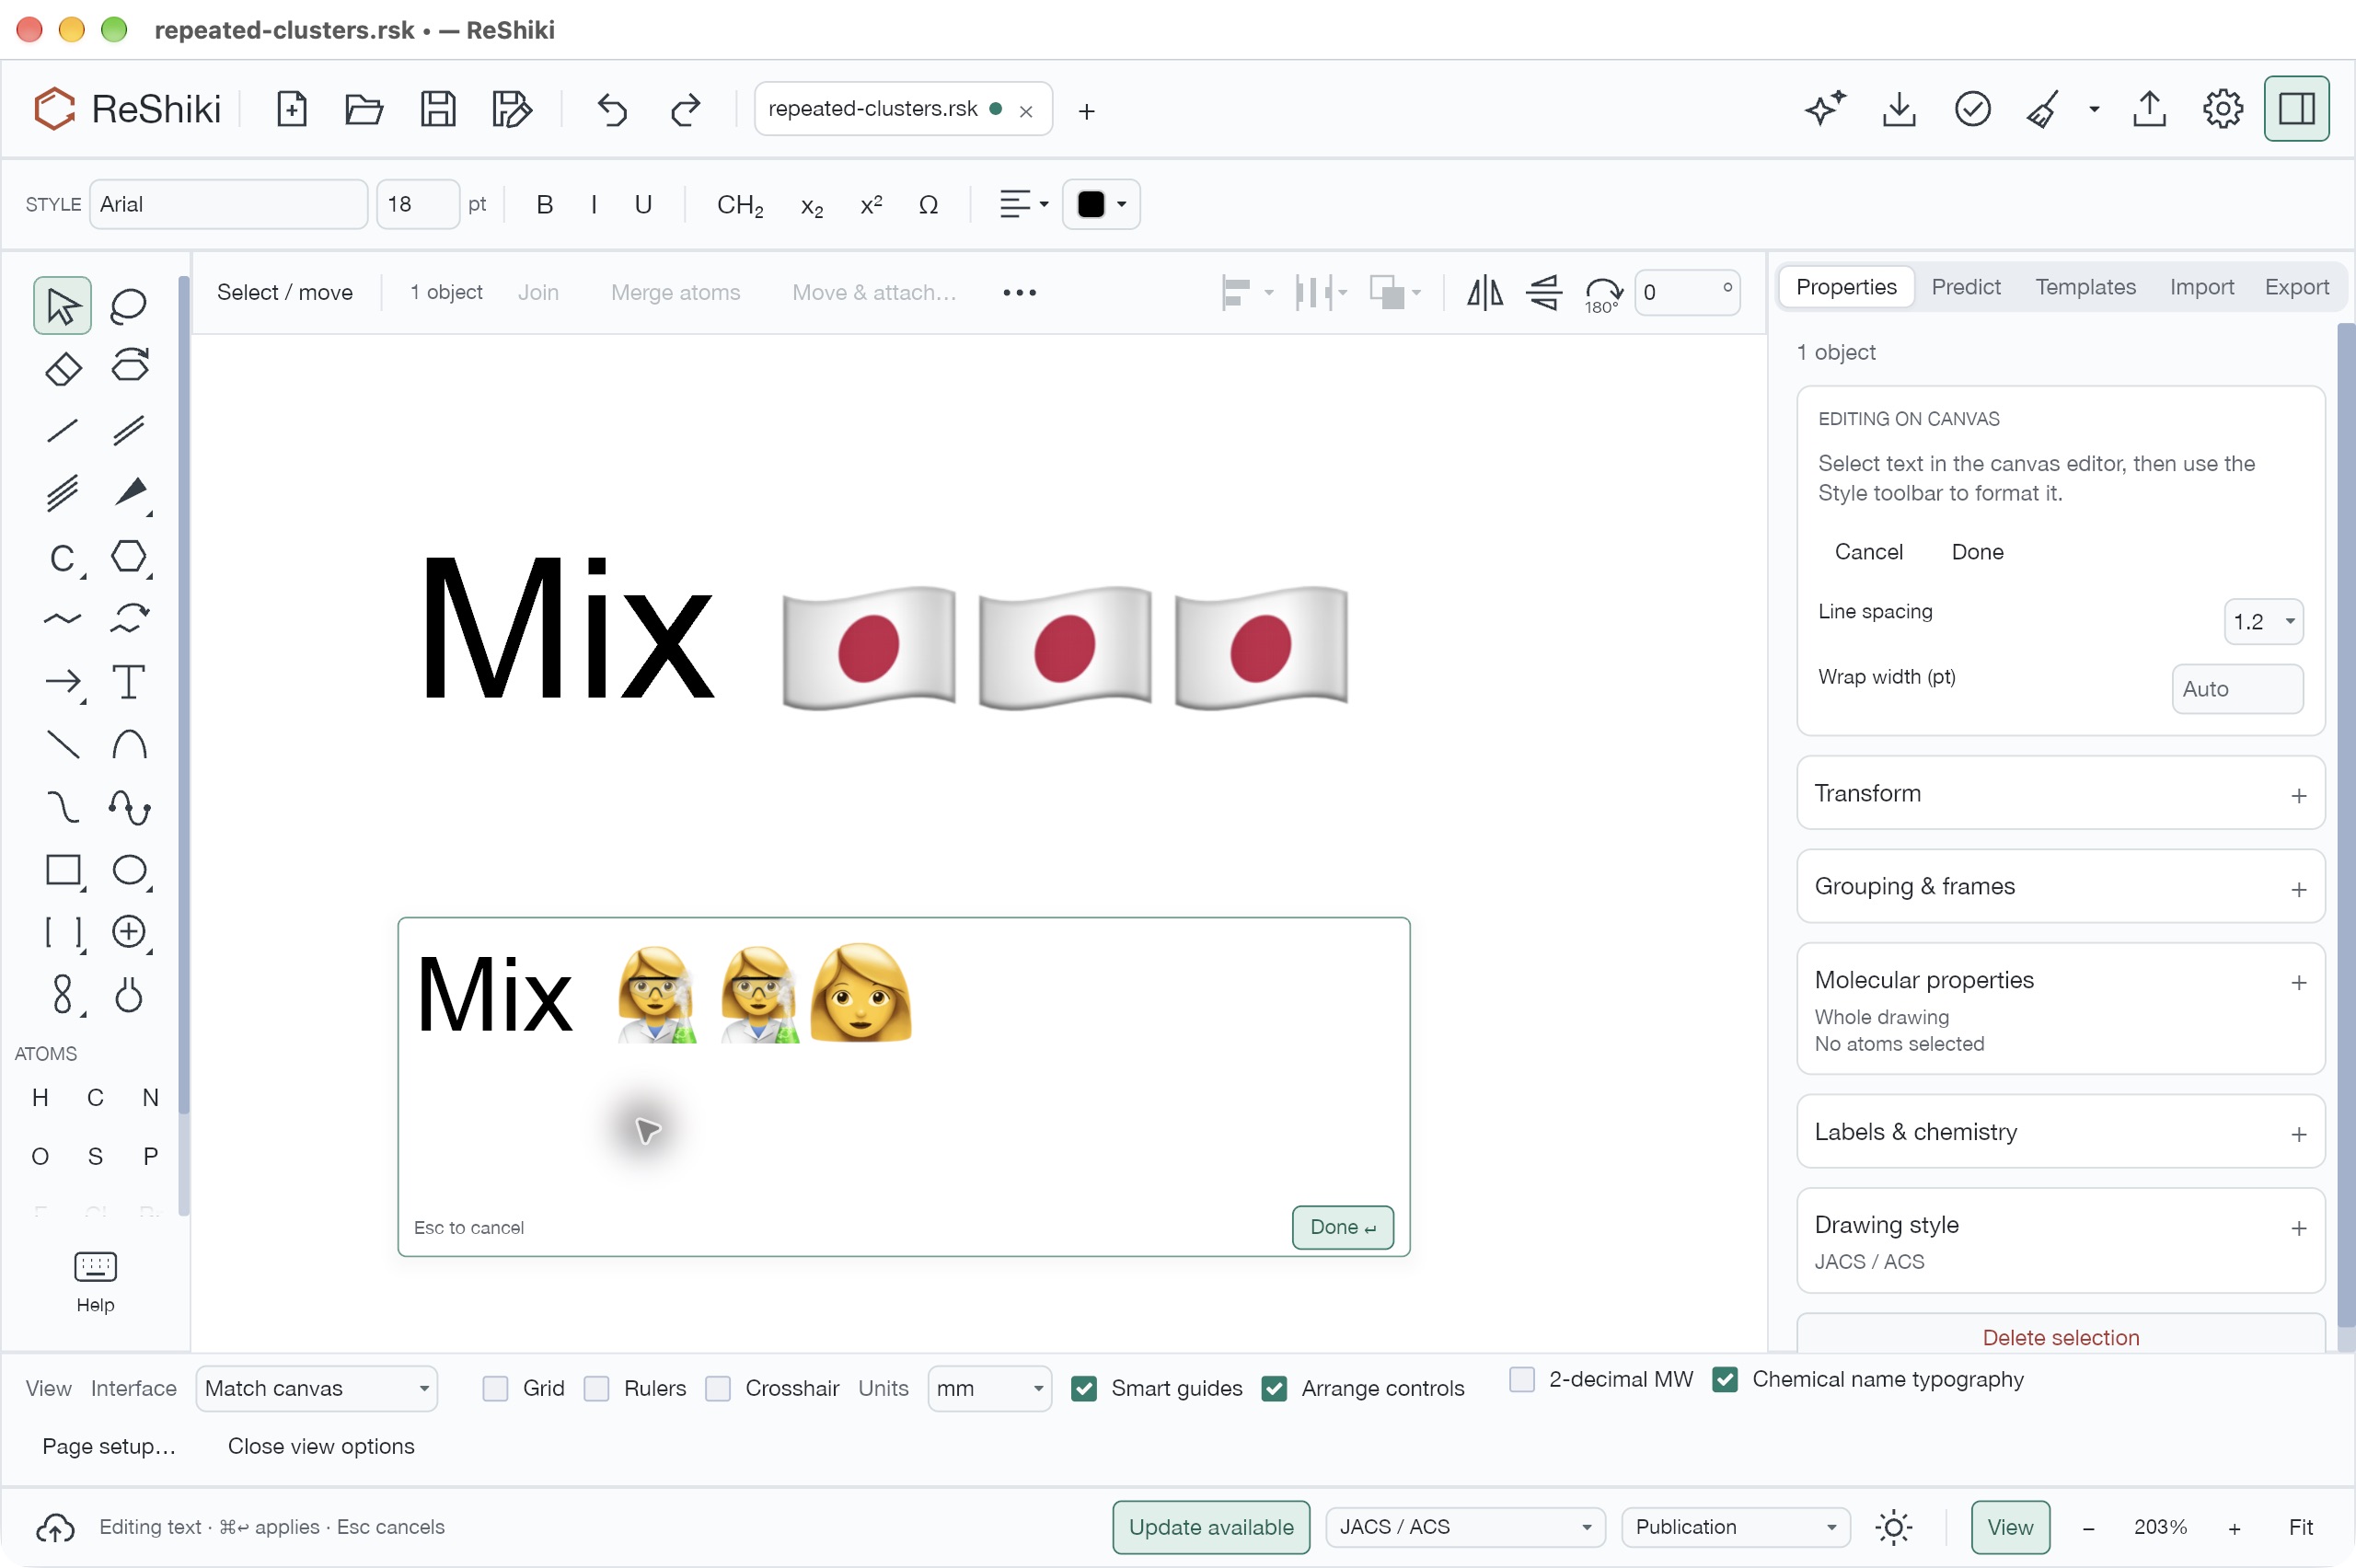 repeated-clusters.rsk • — ReShiki
ReShiki
repeated-clusters.rsk
STYLE Arial 18 pt B I U CH₂ x₂ x² Ω
Select / move 1 object Join Merge atoms Move & attach… ••• 180° 0 °
Properties Predict Templates Import Export
1 object
EDITING ON CANVAS
Select text in the canvas editor, then use the
Style toolbar to format it.
Cancel Done
Line spacing 1.2
Wrap width (pt) Auto
Transform +
Grouping & frames +
Molecular properties +
Whole drawing
No atoms selected
Labels & chemistry +
Drawing style +
JACS / ACS
Delete selection
C
T
[ ]
ATOMS
H C N
O S P
Help
Mix 🇯🇵🇯🇵🇯🇵
Mix 👩‍🔬👩‍🔬👩
Esc to cancel Done ↵
View Interface Match canvas Grid Rulers Crosshair Units mm Smart guides Arrange controls 2-decimal MW Chemical name typography
Page setup… Close view options
Editing text · ⌘↩ applies · Esc cancels Update available JACS / ACS Publication View − 203% + Fit